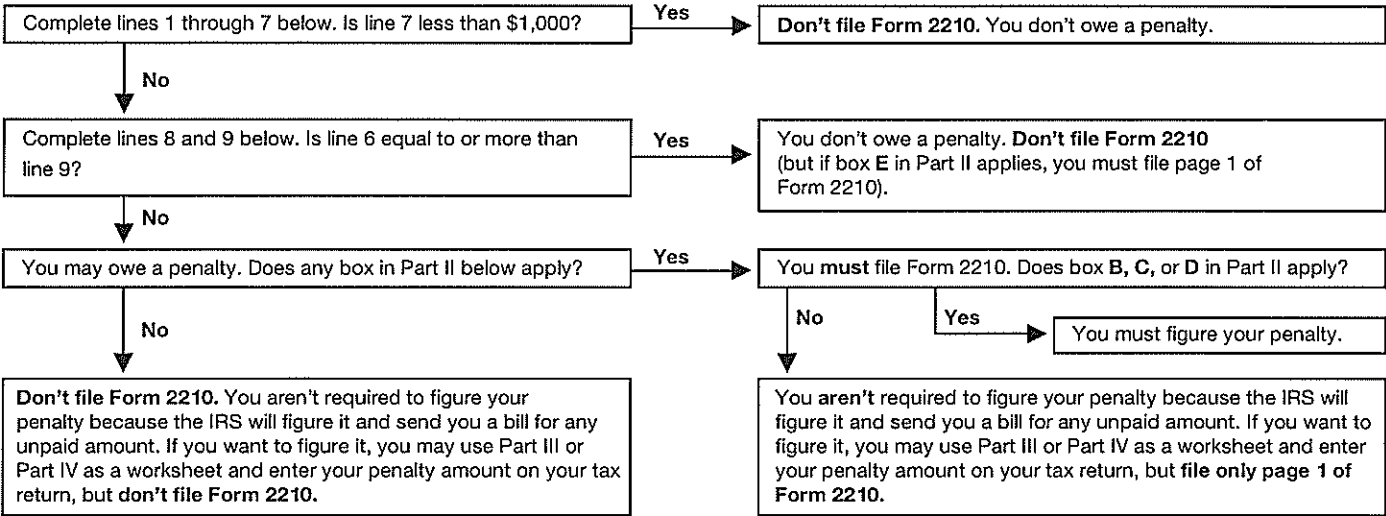 Complete lines 1 through 7 below. Is line 7 less than $1,000?
Yes
Don't file Form 2210. You don't owe a penalty.
No
Complete lines 8 and 9 below. Is line 6 equal to or more than
line 9?
Yes
You don't owe a penalty. Don't file Form 2210
(but if box E in Part II applies, you must file page 1 of
Form 2210).
No
You may owe a penalty. Does any box in Part II below apply?
Yes
You must file Form 2210. Does box B, C, or D in Part II apply?
No
No
Yes
You must figure your penalty.
Don't file Form 2210. You aren't required to figure your
penalty because the IRS will figure it and send you a bill for any
unpaid amount. If you want to figure it, you may use Part III or
Part IV as a worksheet and enter your penalty amount on your tax
return, but don't file Form 2210.
You aren't required to figure your penalty because the IRS will
figure it and send you a bill for any unpaid amount. If you want to
figure it, you may use Part III or Part IV as a worksheet and enter
your penalty amount on your tax return, but file only page 1 of
Form 2210.